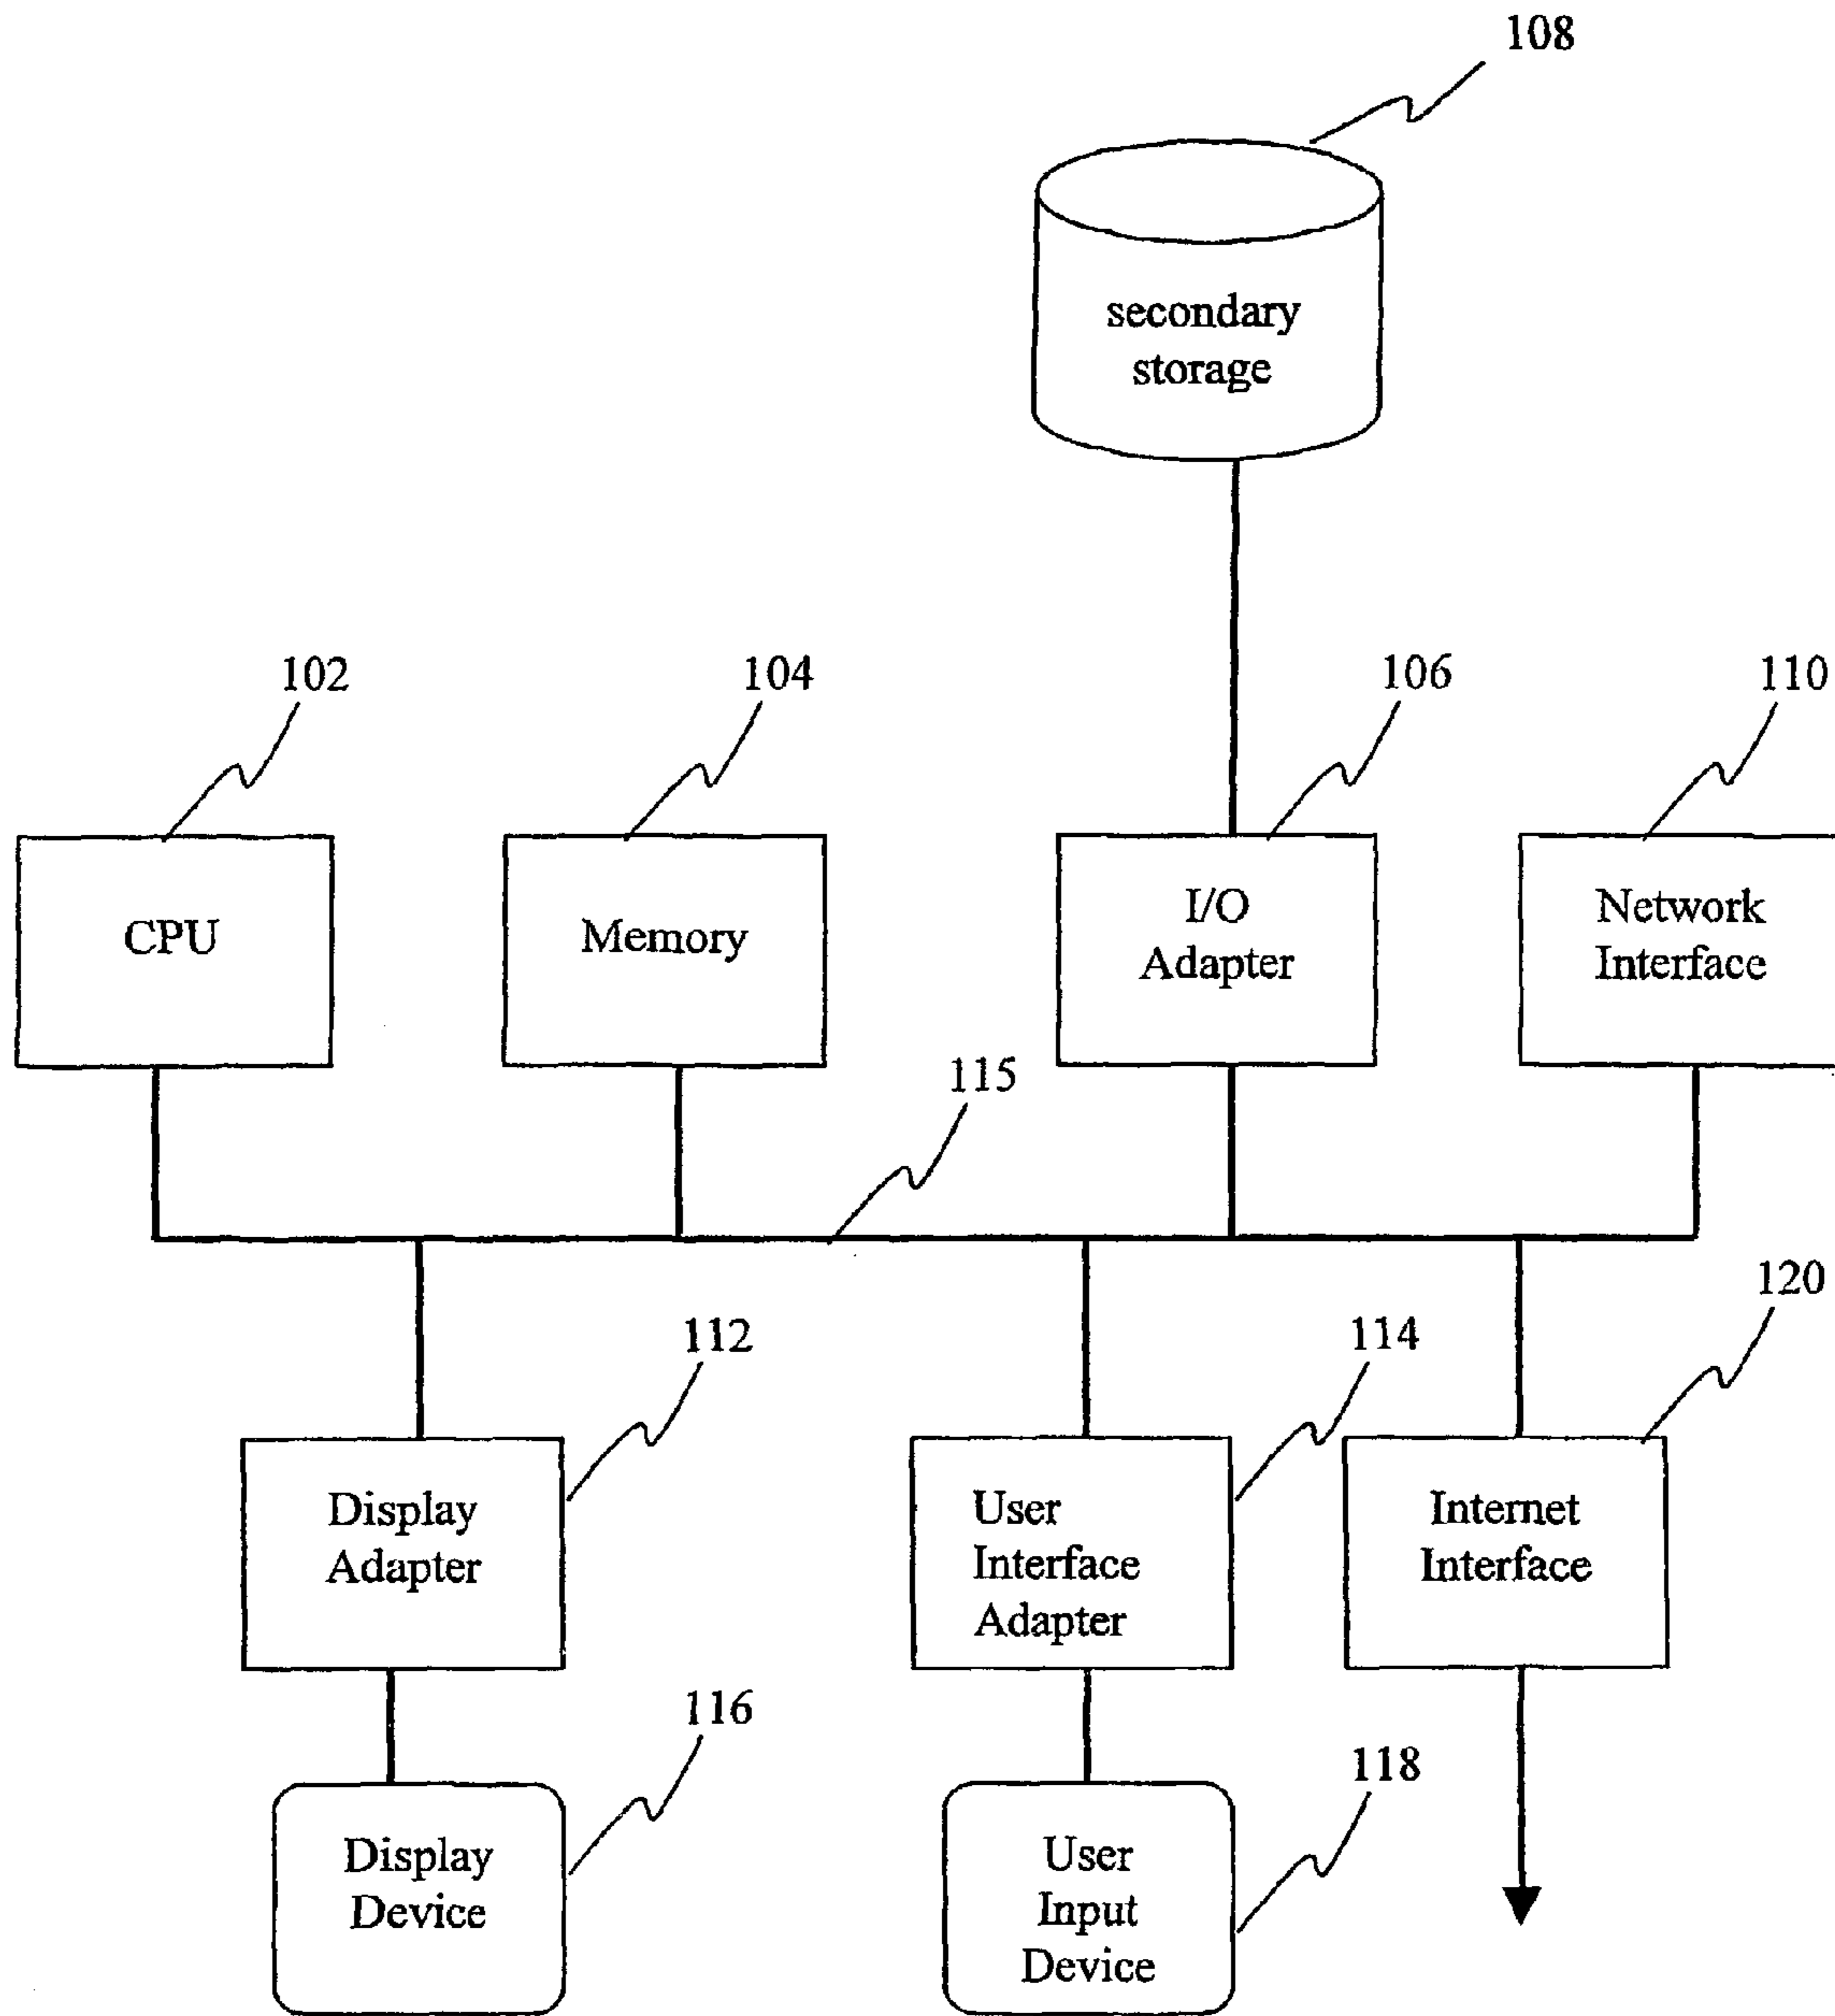 108
secondary
storage
102
104
106
110
CPU
Memory
I/O
Adapter
Network
Interface
115
112
114
120
Display
Adapter
User
Interface
Adapter
Internet
Interface
116
118
Display
Device
User
Input
Device